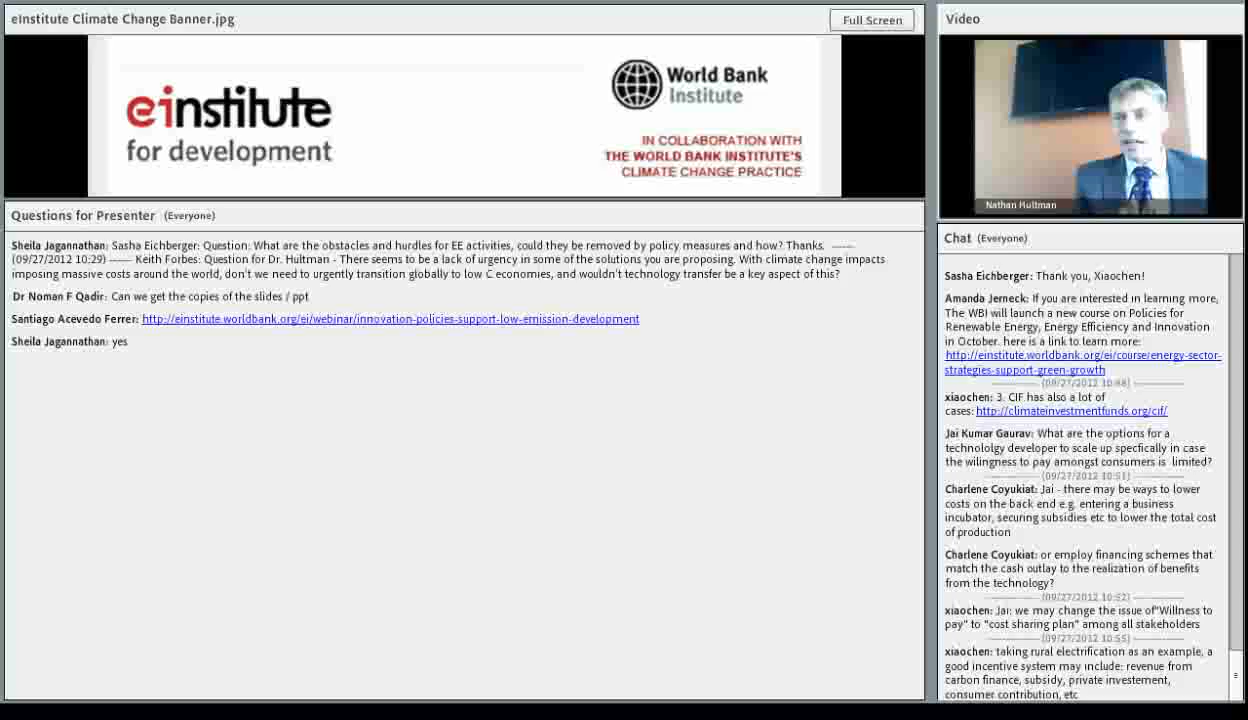 eInstitute Climate Change Banner.jpg
Full Screen
einstitute
for development
World Bank
Institute
IN COLLABORATION WITH
THE WORLD BANK INSTITUTE'S
CLIMATE CHANGE PRACTICE
Questions for Presenter (Everyone)
Sheila Jagannathan: Sasha Eichberger: Question: What are the obstacles and hurdles for EE activities, could they be removed by policy measures and how? Thanks. ------
(09/27/2012 10:29) ------ Keith Forbes: Question for Dr. Hultman - There seems to be a lack of urgency in some of the solutions you are proposing. With climate change impacts
imposing massive costs around the world, don't we need to urgently transition globally to low C economies, and wouldn't technology transfer be a key aspect of this?
Dr Noman F Qadir: Can we get the copies of the slides / ppt
Santiago Acevedo Ferrer: http://einstitute.worldbank.org/ei/webinar/innovation-policies-support-low-emission-development
Sheila Jagannathan: yes
Video
Nathan Hultman
Chat (Everyone)
Sasha Eichberger: Thank you, Xiaochen!
Amanda Jerneck: If you are interested in learning more,
The WBI will launch a new course on Policies for
Renewable Energy, Energy Efficiency and Innovation
in October. here is a link to learn more:
http://einstitute.worldbank.org/ei/course/energy-sector-
strategies-support-green-growth
(09/27/2012 10:48)
xiaochen: 3. CIF has also a lot of
cases: http://climateinvestmentfunds.org/cif/
Jai Kumar Gaurav: What are the options for a
technololgy developer to scale up specfically in case
the wilingness to pay amongst consumers is limited?
(09/27/2012 10:51)
Charlene Coyukiat: Jai - there may be ways to lower
costs on the back end e.g. entering a business
incubator, securing subsidies etc to lower the total cost
of production
Charlene Coyukiat: or employ financing schemes that
match the cash outlay to the realization of benefits
from the technology?
(09/27/2012 10:52)
xiaochen: Jai: we may change the issue of"Willness to
pay" to "cost sharing plan" among all stakeholders
(09/27/2012 10:55)
xiaochen: taking rural electrification as an example, a
good incentive system may include: revenue from
carbon finance, subsidy, private investement,
consumer contribution, etc